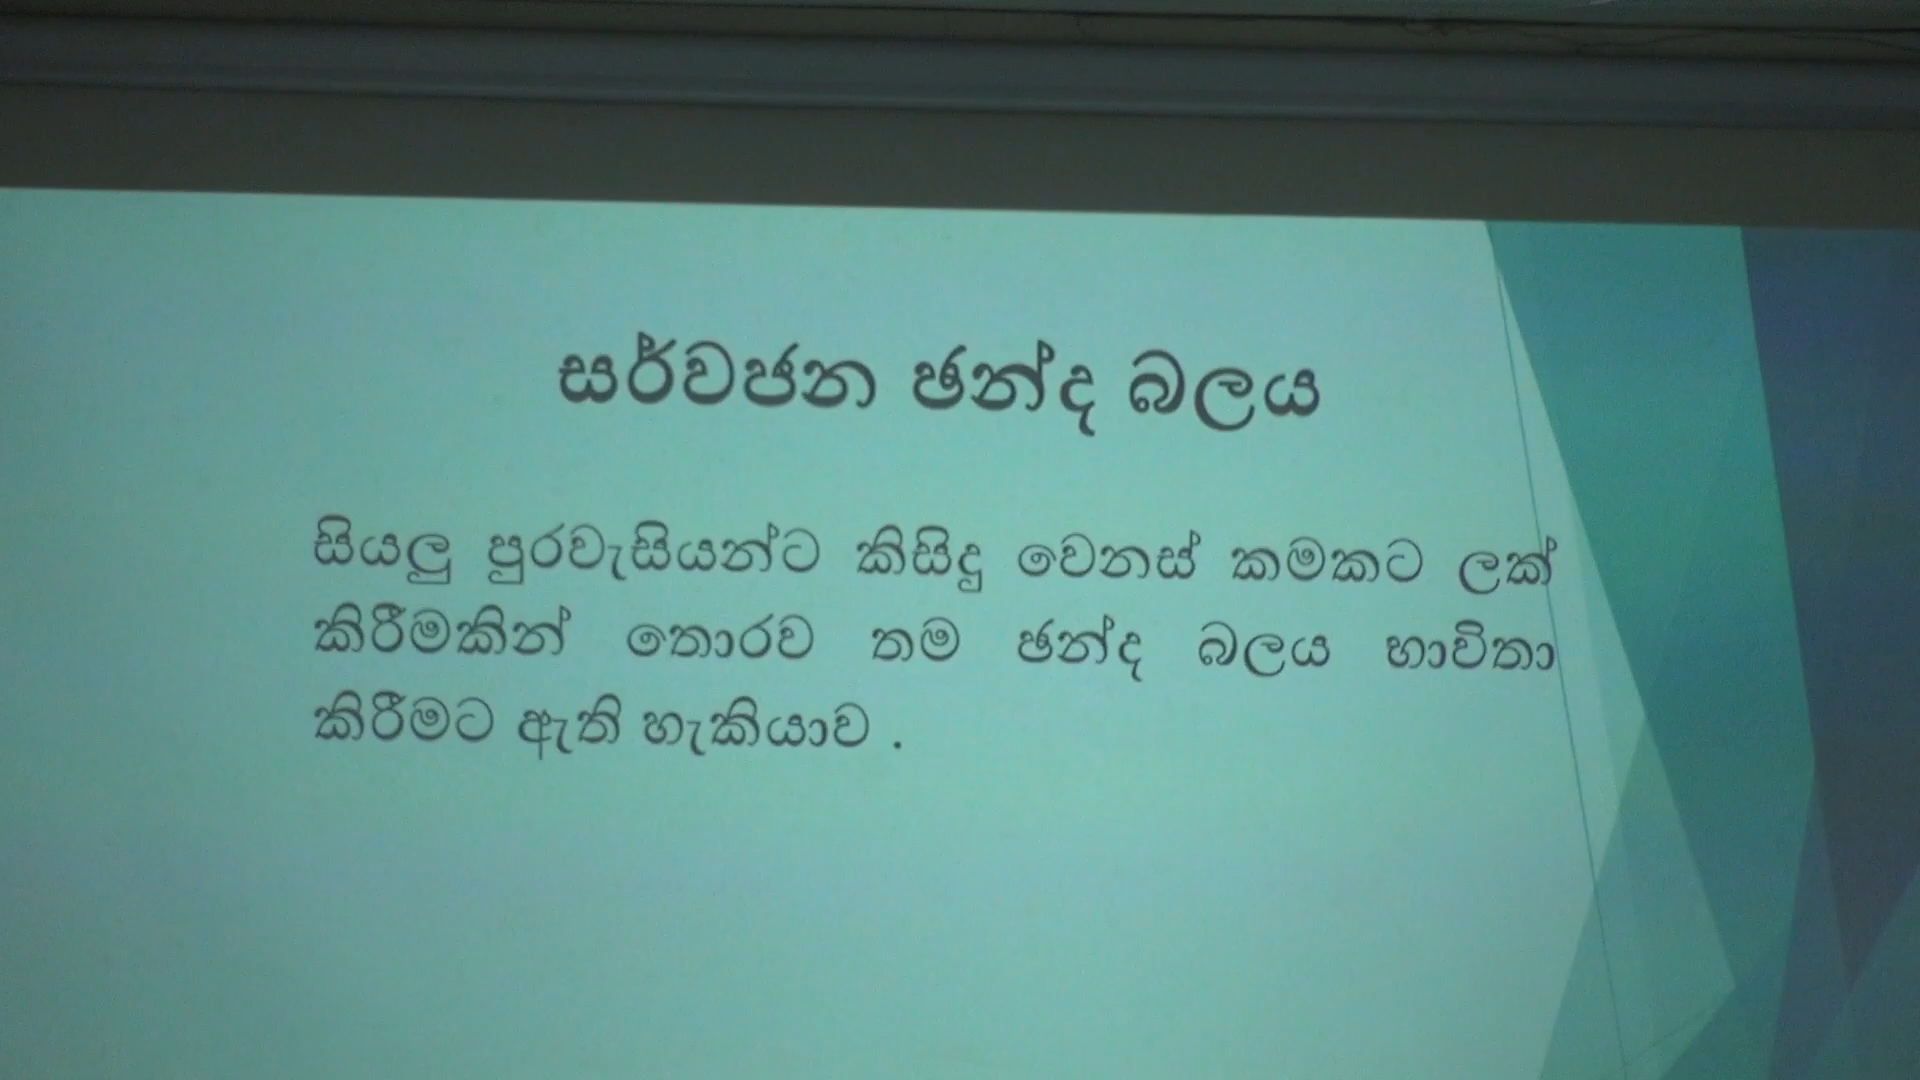 සර්වජන ඡන්ද බලය
සියලු පුරවැසියන්ට කිසිදු වෙනස් කමකට ලක්
කිරීමකින් තොරව තම ඡන්ද බලය භාවිතා
කිරීමට ඇති හැකියාව .